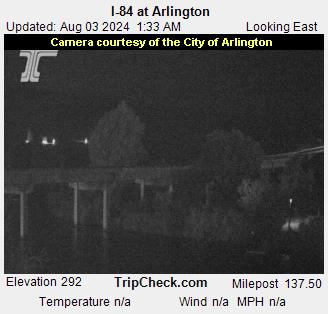 I-84 at Arlington
Updated: Aug 03 2024 1:33 AM Looking East
Camera courtesy of the City of Arlington
Elevation 292 TripCheck.com Milepost 137.50
Temperature n/a Wind n/a MPH n/a